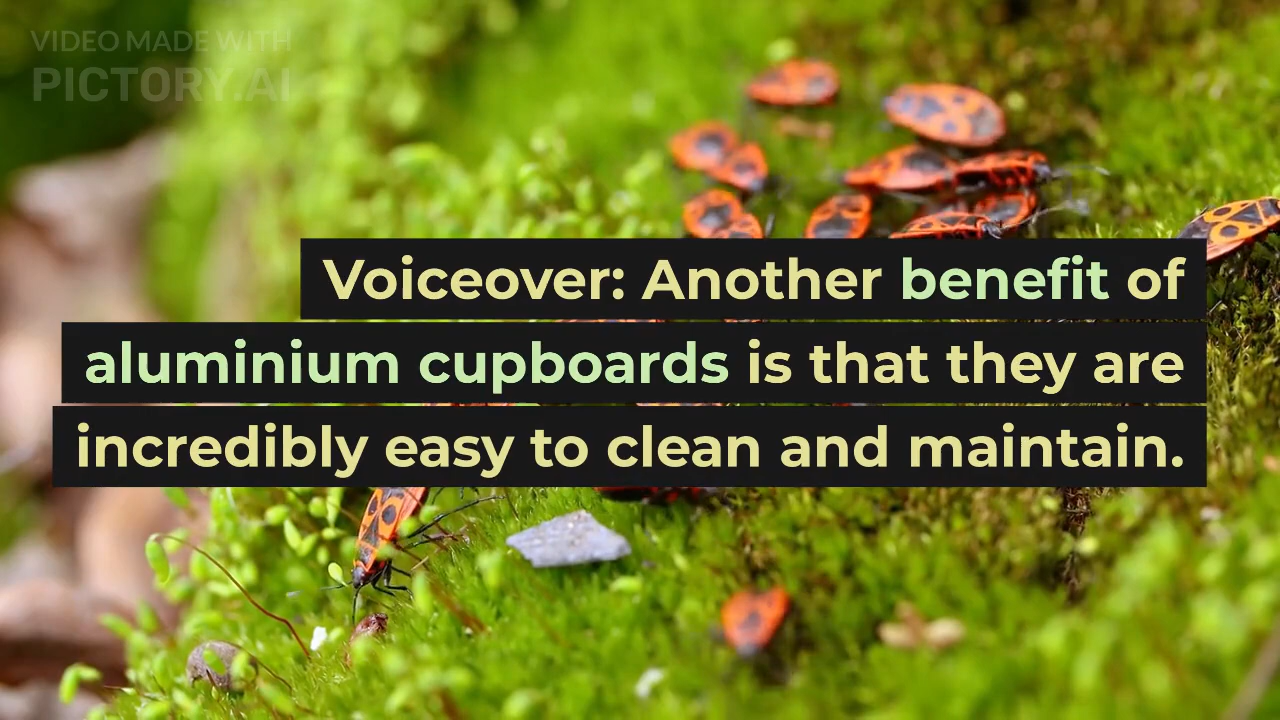 VIDEO MADE WITH
PICTORY.AI
Voiceover: Another benefit of
aluminium cupboards is that they are
incredibly easy to clean and maintain.